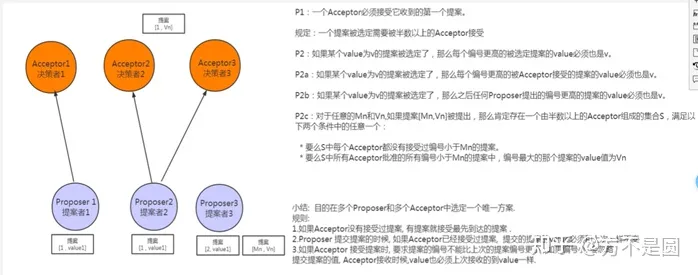 提案
[1 , Vn]
Acceptor1
决策者1
Acceptor2
决策者2
Acceptor3
决策者3
Proposer 1
提案者1
Proposer2
提案者2
Proposer3
提案者3
提案
[1 , value1]
提案
[1 , value1]
提案
[2, value1]
提案
[Mn , Vn]
P1：一个Acceptor必须接受它收到的第一个提案。
规定：一个提案被选定需要被半数以上的Acceptor接受
P2：如果某个value为v的提案被选定了，那么每个编号更高的被选定提案的value必须也是v。
P2a：如果某个value为v的提案被选定了，那么每个编号更高的被Acceptor接受的提案的value必须也是v。
P2b：如果某个value为v的提案被选定了，那么之后任何Proposer提出的编号更高的提案的value必须也是v。
P2c：对于任意的Mn和Vn,如果提案[Mn,Vn]被提出，那么肯定存在一个由半数以上的Acceptor组成的集合S，满足以
下两个条件中的任意一个：
* 要么S中每个Acceptor都没有接受过编号小于Mn的提案。
* 要么S中所有Acceptor批准的所有编号小于Mn的提案中，编号最大的那个提案的value值为Vn
小结: 目的在多个Proposer和多个Acceptor中选定一个唯一方案.
规则:
1.如果Acceptor没有接受过提案, 有提案就接受最先到达的提案 .
2.Proposer 提交提案的时候, 如果Acceptor已经接受过提案, 提交的提
3.如果Acceptor 接受提案时, 要求提案的编号不能比上次的提案编号
提交提案的值, Acceptor接收时,value也必须上次接收的到value一样.
知乎 @方不是圆